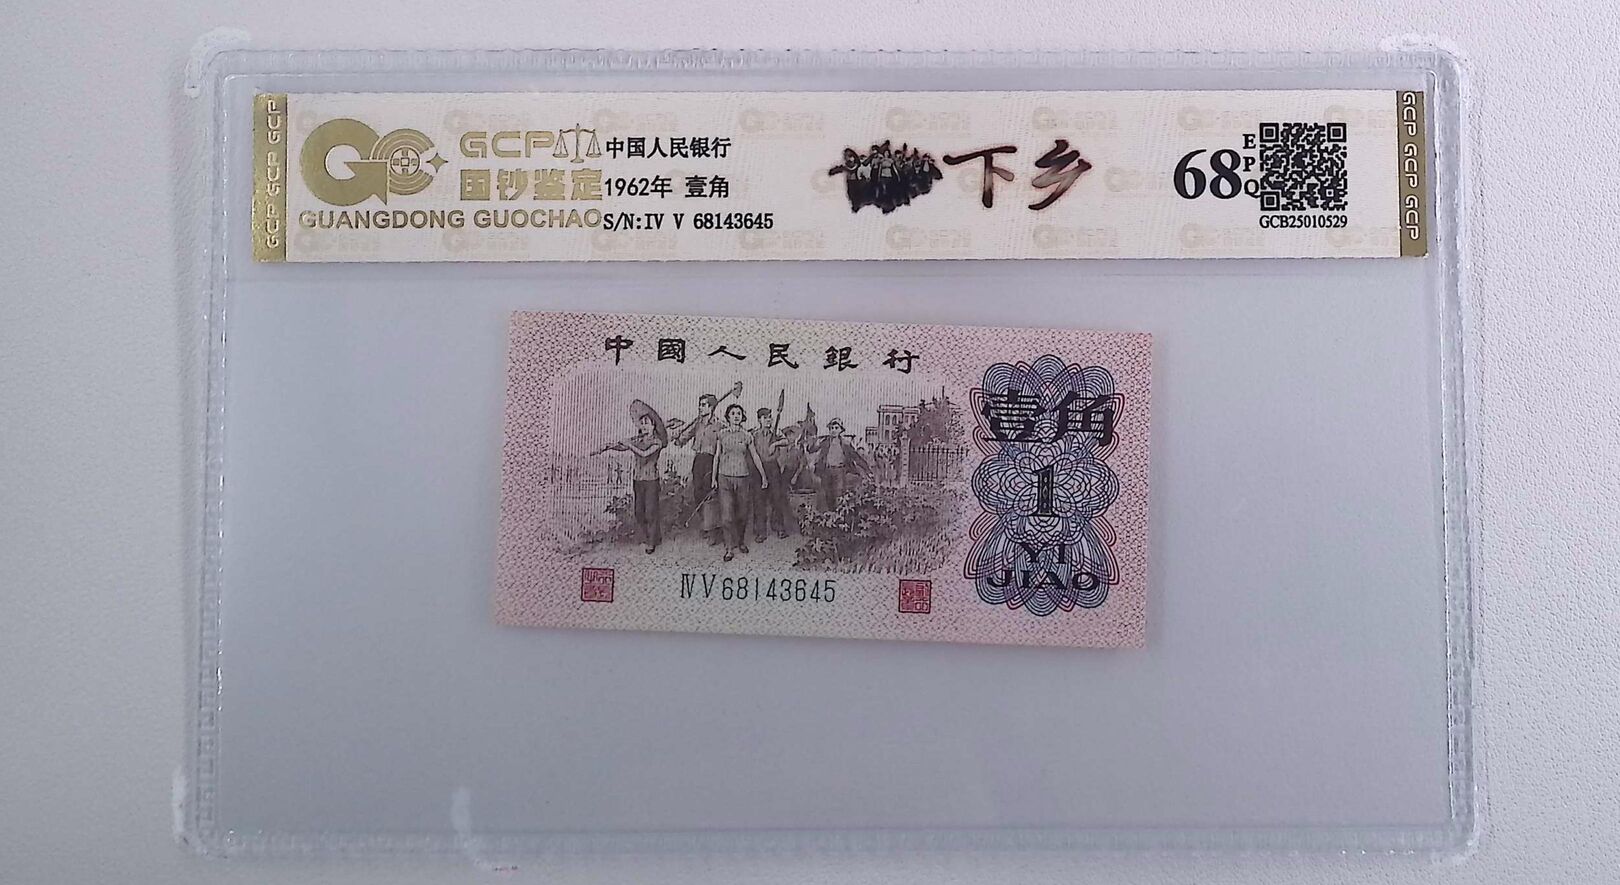 GCP GCP GCP
GCP
国钞鉴定
GUANGDONG GUOCHAO
中国人民银行
1962年 壹角
S/N:IV V 68143645
下乡
68
EPQ
GCB25010529
GCP GCP GCP
中國人民銀行
壹角
1
YI
JIAO
ⅣⅤ68143645